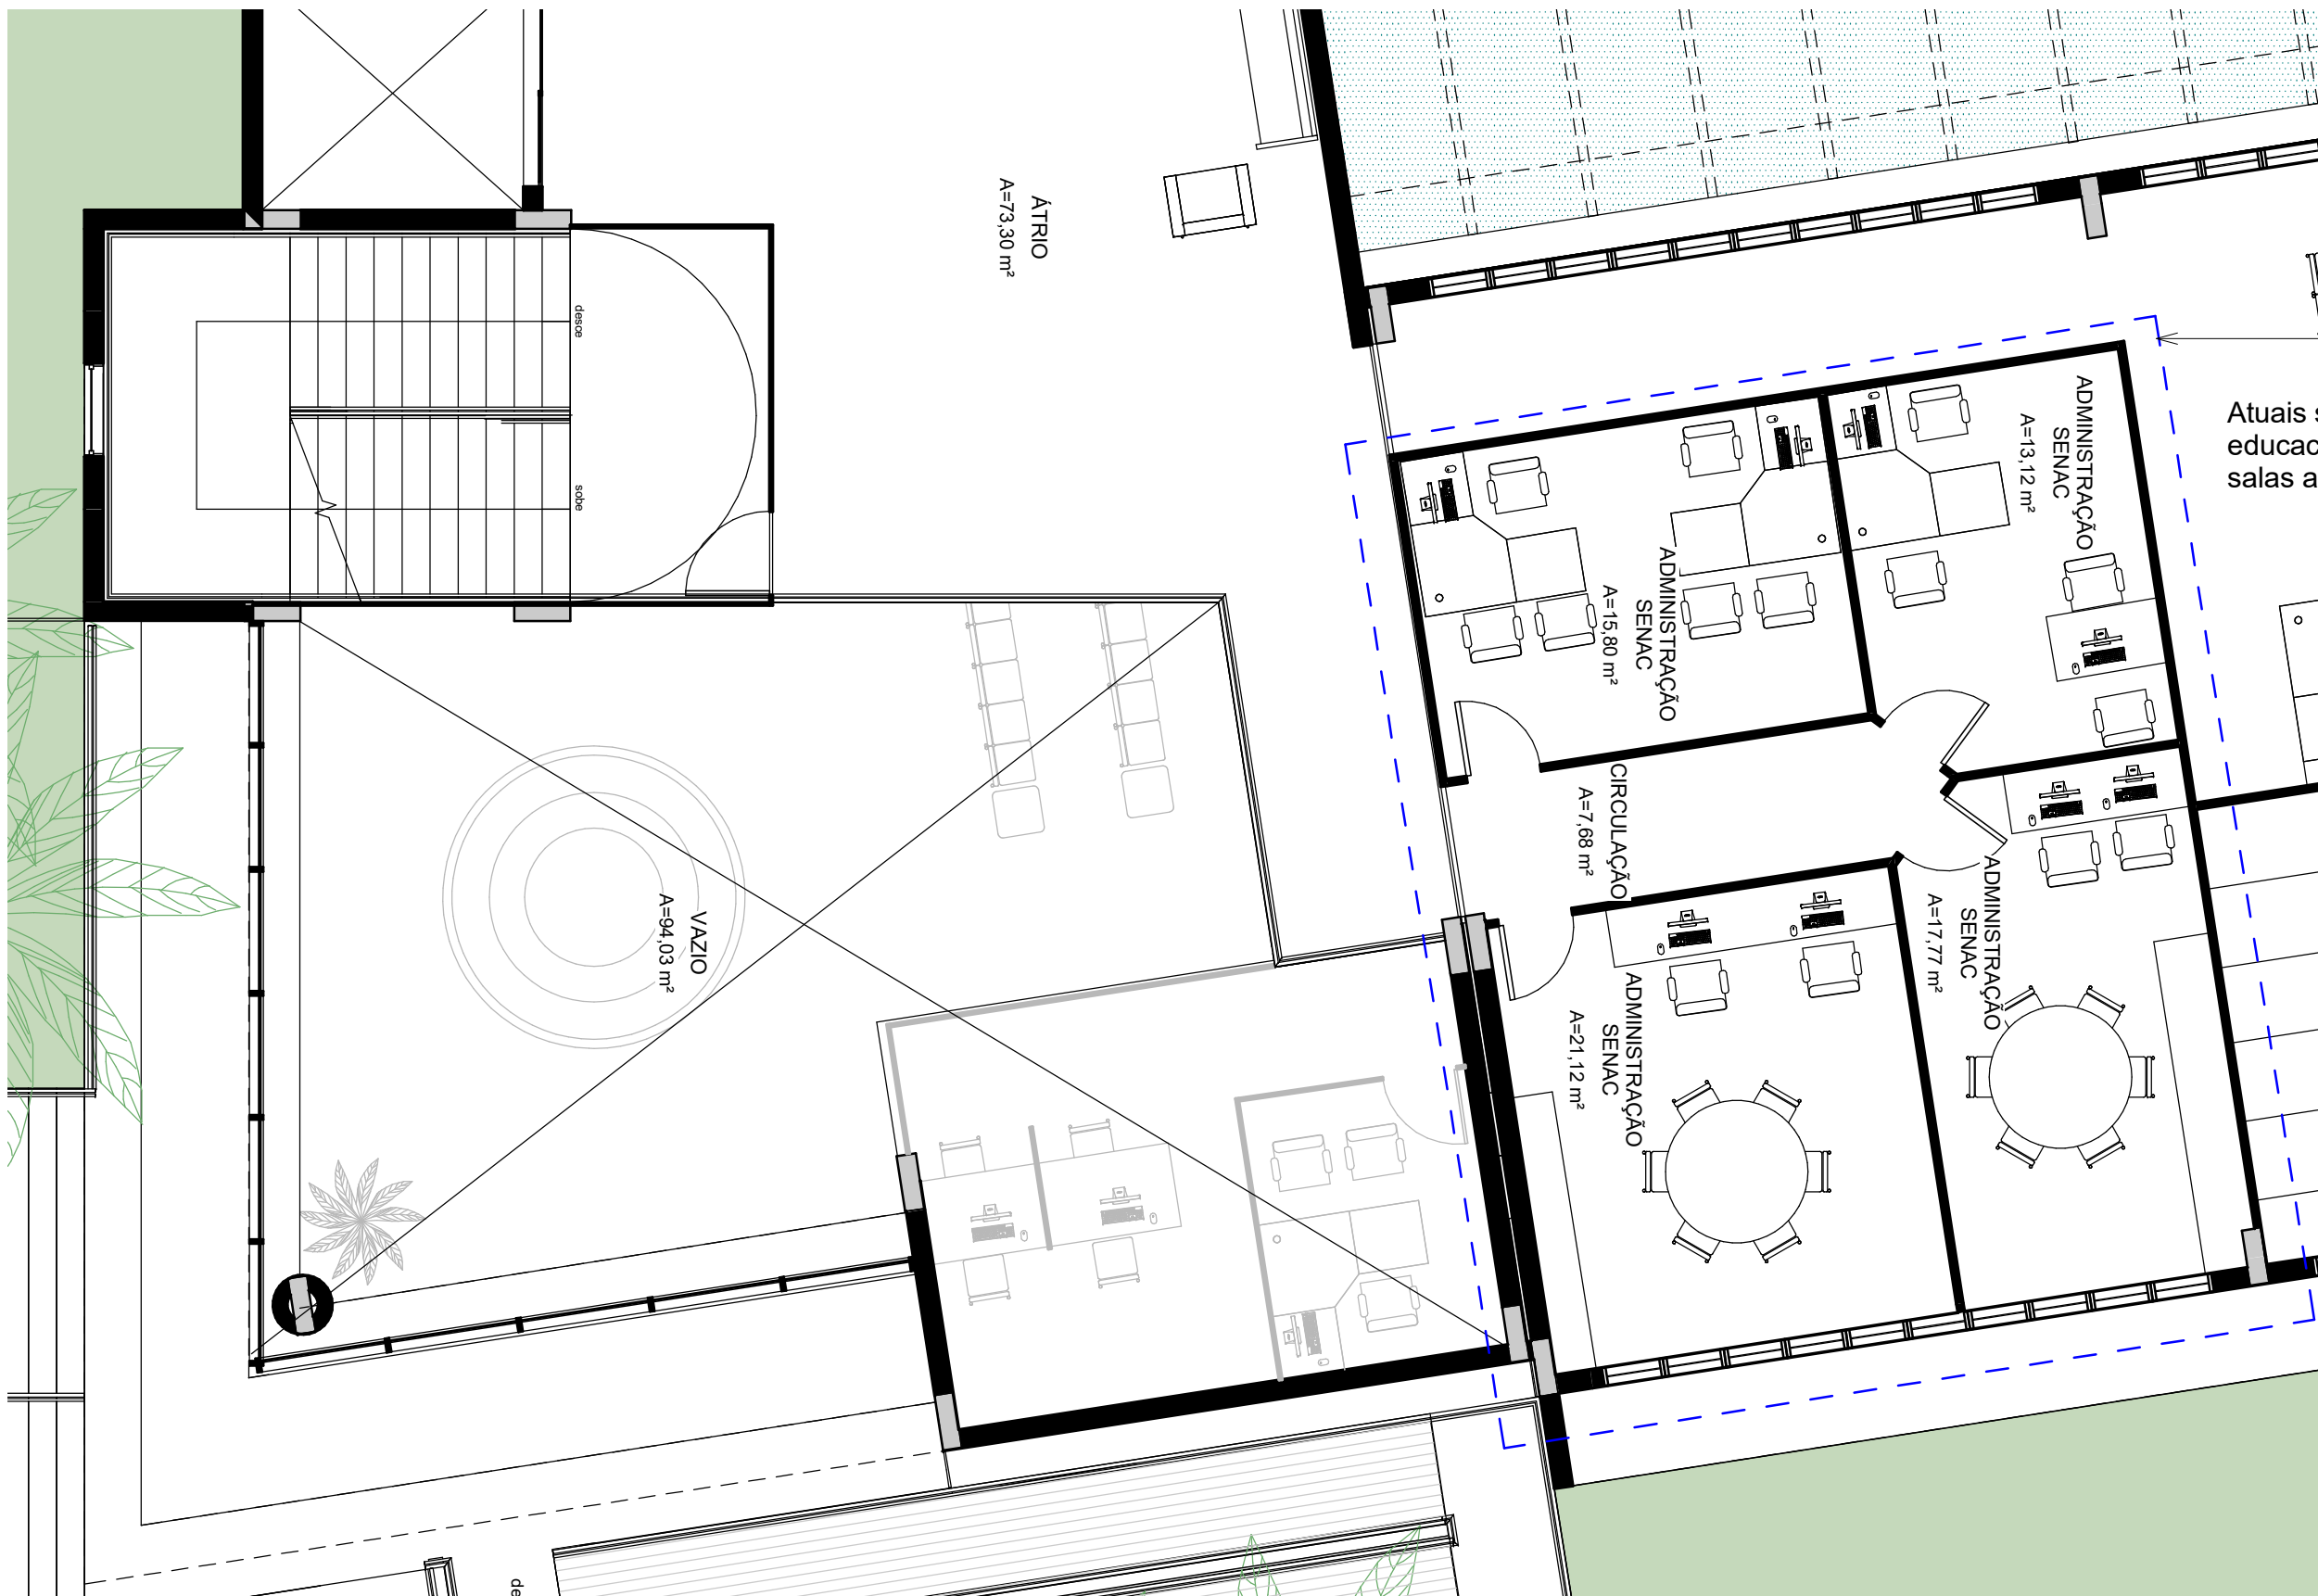 ÁTRIO
A=73,30 m²
desce
sobe
ADMINISTRAÇÃO
SENAC
A=13,12 m²
Atuais s
educac
salas a
ADMINISTRAÇÃO
SENAC
A=15,80 m²
CIRCULAÇÃO
A=7,68 m²
VAZIO
A=94,03 m²
ADMINISTRAÇÃO
SENAC
A=17,77 m²
ADMINISTRAÇÃO
SENAC
A=21,12 m²
de